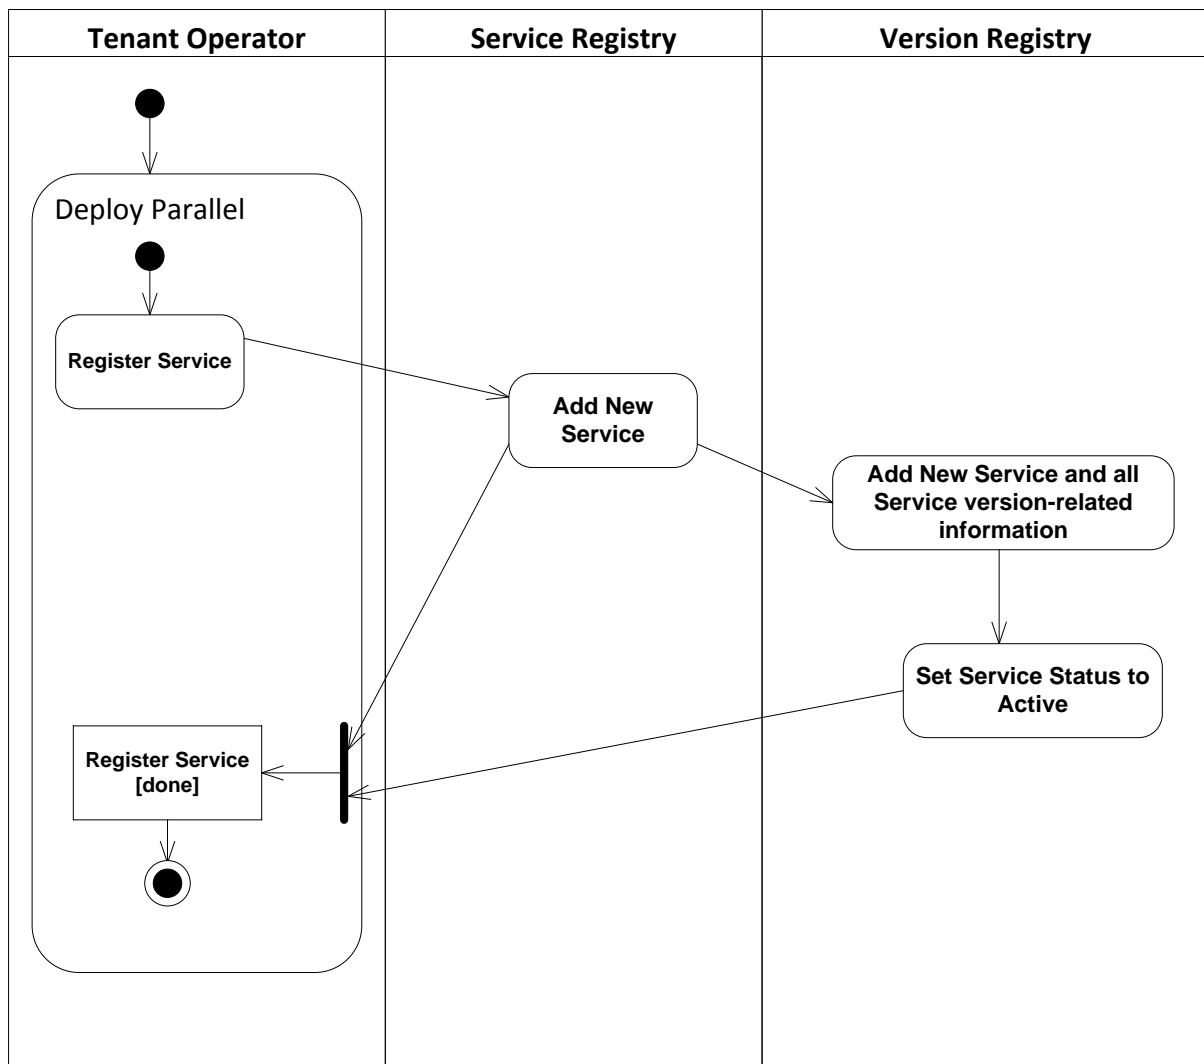 Tenant Operator
Service Registry
Version Registry
Deploy Parallel
Register Service
Add New
Service
Add New Service and all
Service version-related
information
Set Service Status to
Active
Register Service
[done]